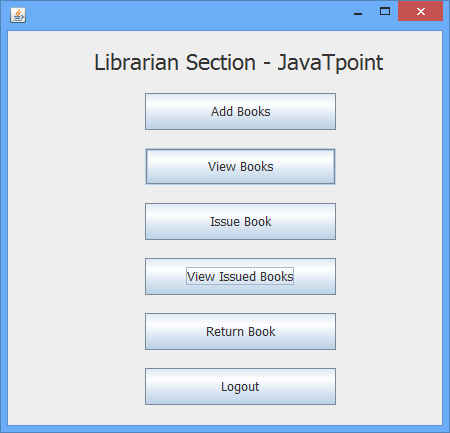 Librarian Section - JavaTpoint
Add Books
View Books
Issue Book
View Issued Books
Return Book
Logout